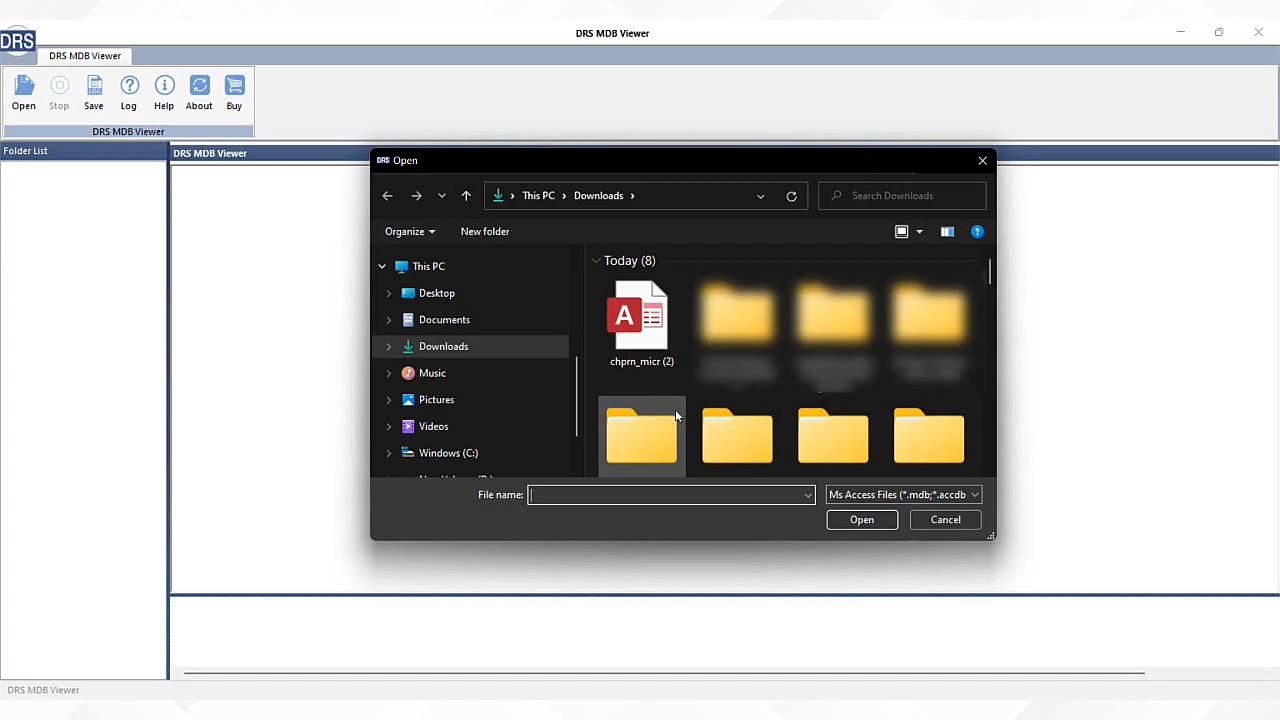 DRS MDB Viewer
DRS
DRS MDB Viewer
Open
Stop
Save
Log
Help
About
Buy
DRS MDB Viewer
Folder List
DRS MDB Viewer
DRS Open
This PC
Downloads
Search Downloads
Organize
New folder
This PC
Desktop
Documents
Downloads
Music
Pictures
Videos
Windows (C:)
Today (8)
A
chprn_micr (2)
File name:
Ms Access Files (*.mdb;*.accdb
Open
Cancel
DRS MDB Viewer